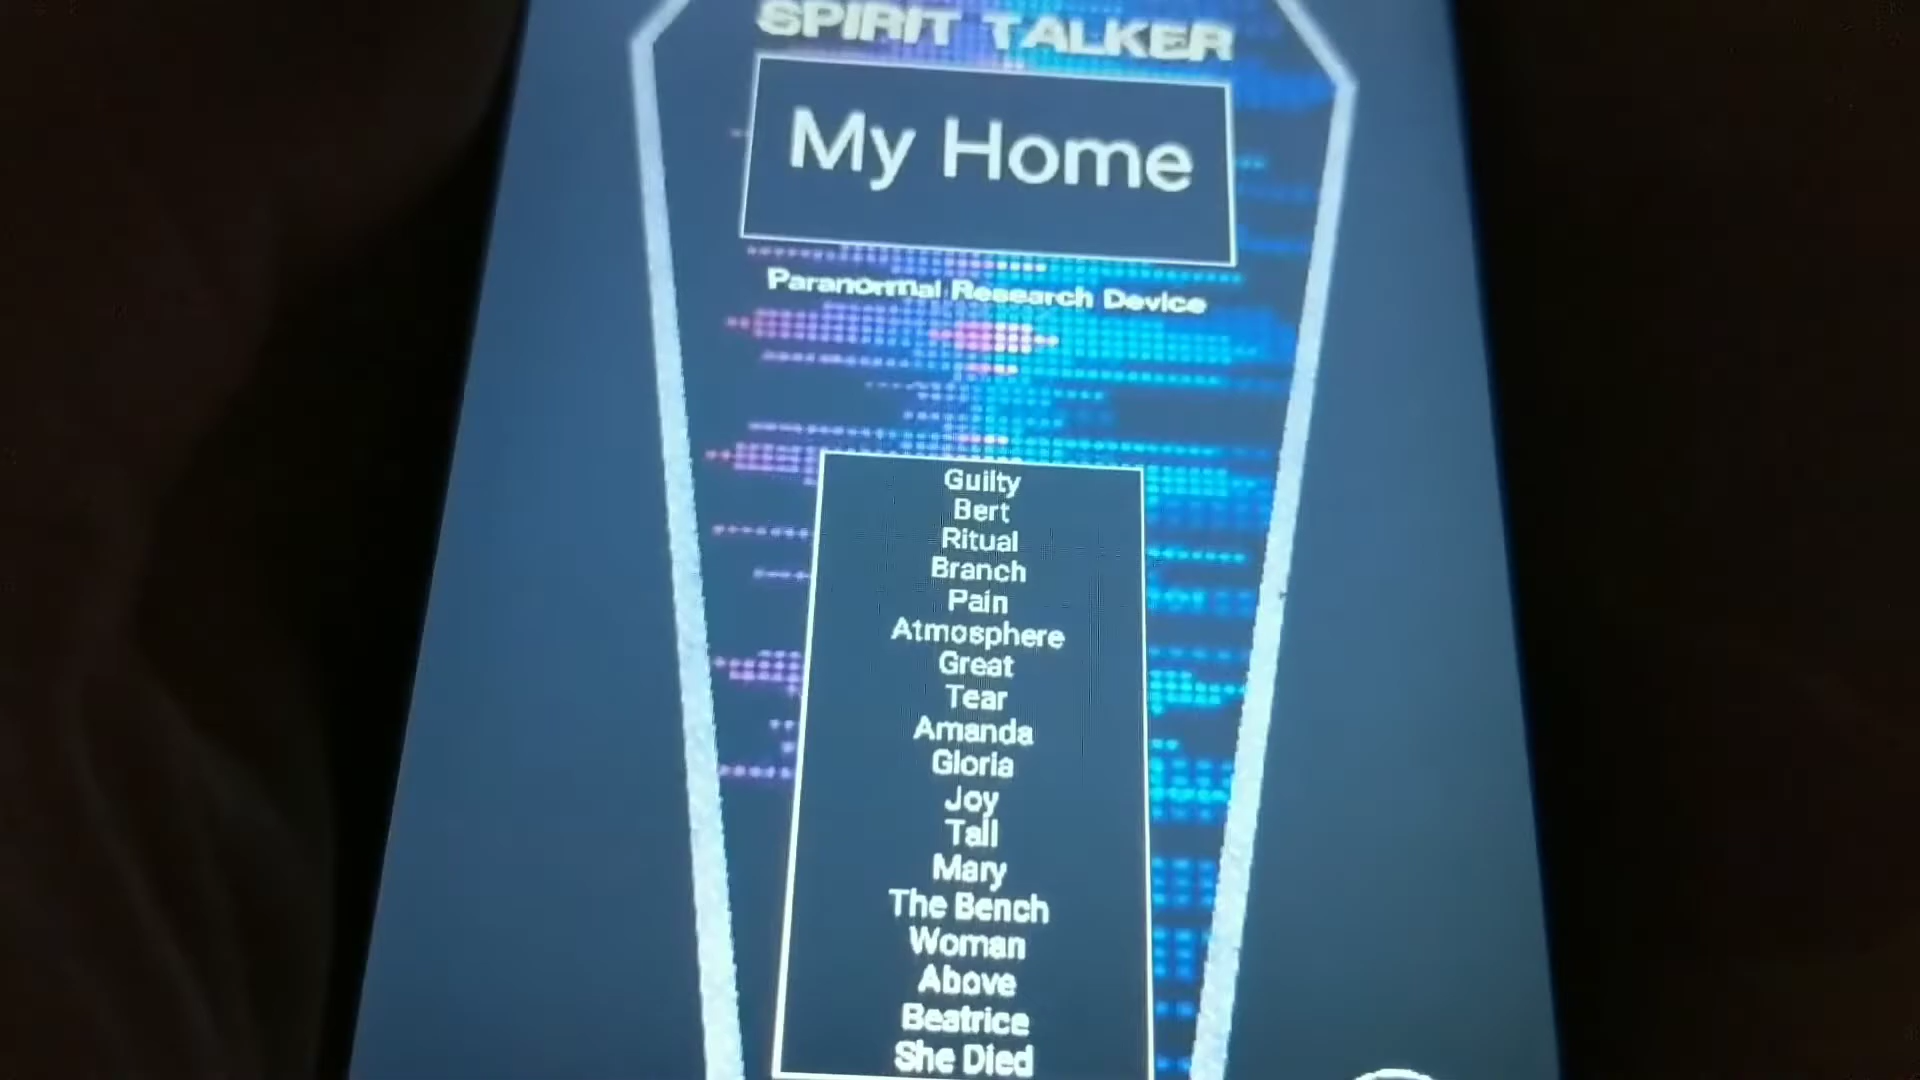 SPIRIT TALKER
My Home
Paranormal Research Device
Guilty
Bert
Ritual
Branch
Pain
Atmosphere
Great
Tear
Amanda
Gloria
Joy
Tall
Mary
The Bench
Woman
Above
Beatrice
She Died